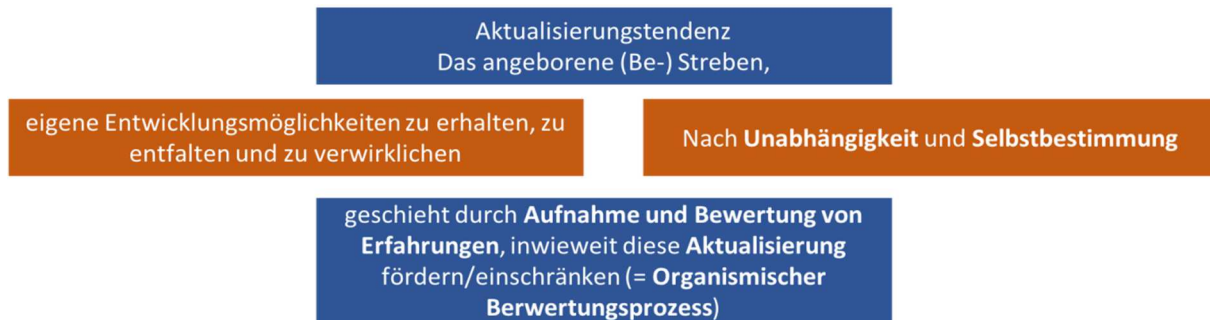 Aktualisierungstendenz
Das angeborene (Be-) Streben,
eigene Entwicklungsmöglichkeiten zu erhalten, zu
entfalten und zu verwirklichen
Nach Unabhängigkeit und Selbstbestimmung
geschieht durch Aufnahme und Bewertung von
Erfahrungen, inwieweit diese Aktualisierung
fördern/einschränken (= Organismischer
Berwertungsprozess)